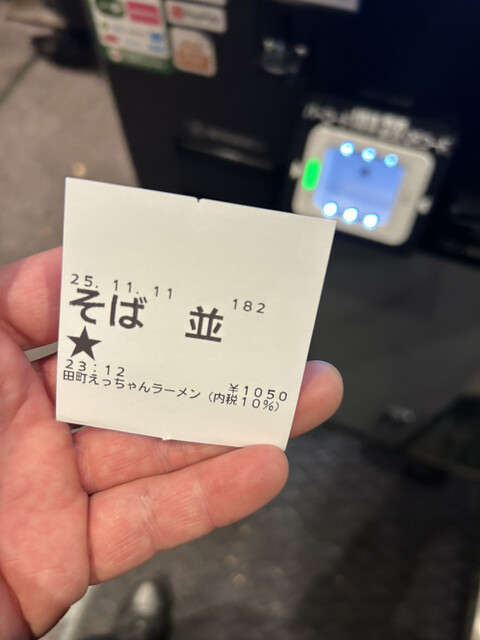 25.11.11 182
そば 並
★
23:12 ¥1050
田町えっちゃんラーメン (内税10%)